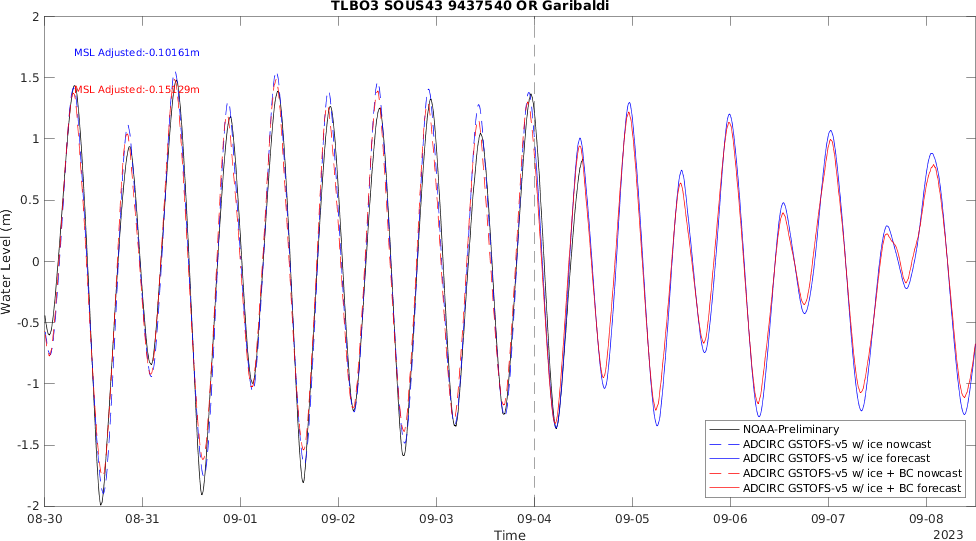 TLBO3 SOUS43 9437540 OR Garibaldi
2
MSL Adjusted:-0.10161m
1.5
MSL Adjusted:-0.15129m
1
0.5
0
-0.5
-1
-1.5
-2
Water Level (m)
NOAA-Preliminary
ADCIRC GSTOFS-v5 w/ ice nowcast
ADCIRC GSTOFS-v5 w/ ice forecast
ADCIRC GSTOFS-v5 w/ ice + BC nowcast
ADCIRC GSTOFS-v5 w/ ice + BC forecast
08-30 08-31 09-01 09-02 09-03 09-04 09-05 09-06 09-07 09-08
Time
2023